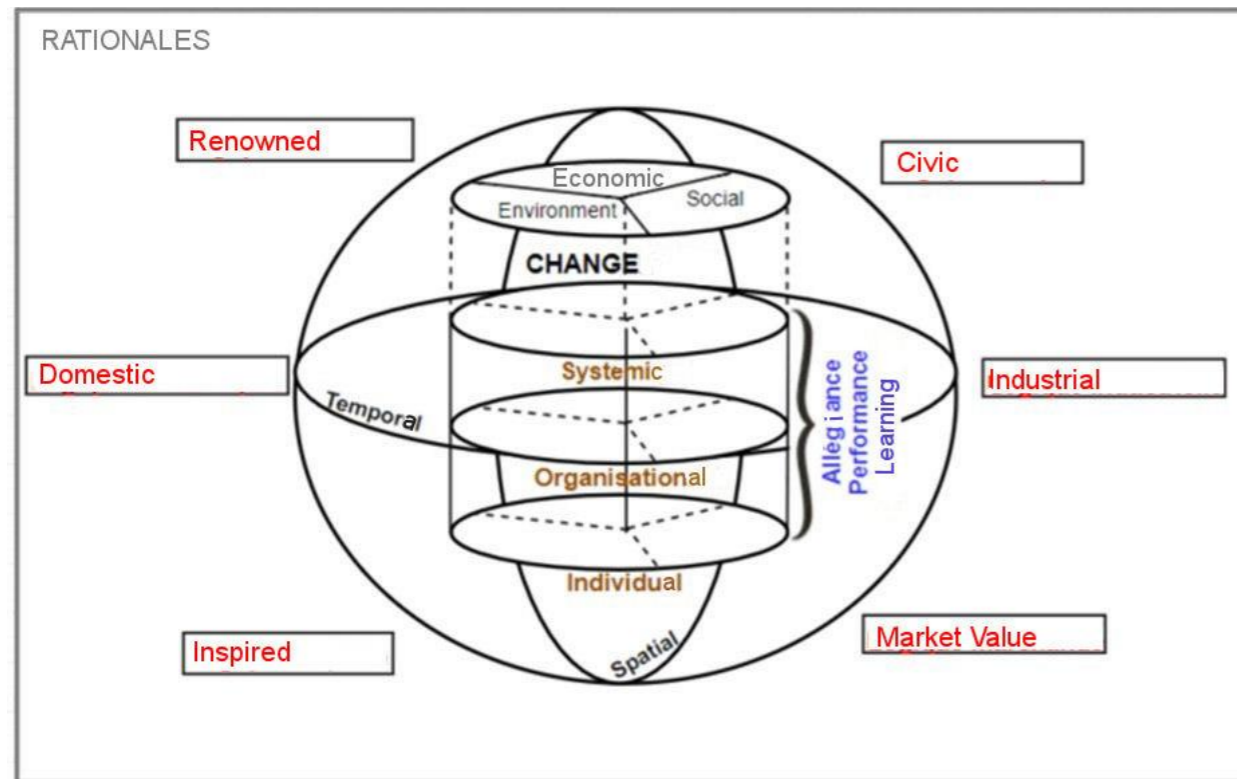 RATIONALES
Renowned
Civic
Economic
Environment
Social
CHANGE
Domestic
Systemic
Industrial
Temporal
Allegiance
Performance
Learning
Organisational
Individual
Inspired
Spatial
Market Value